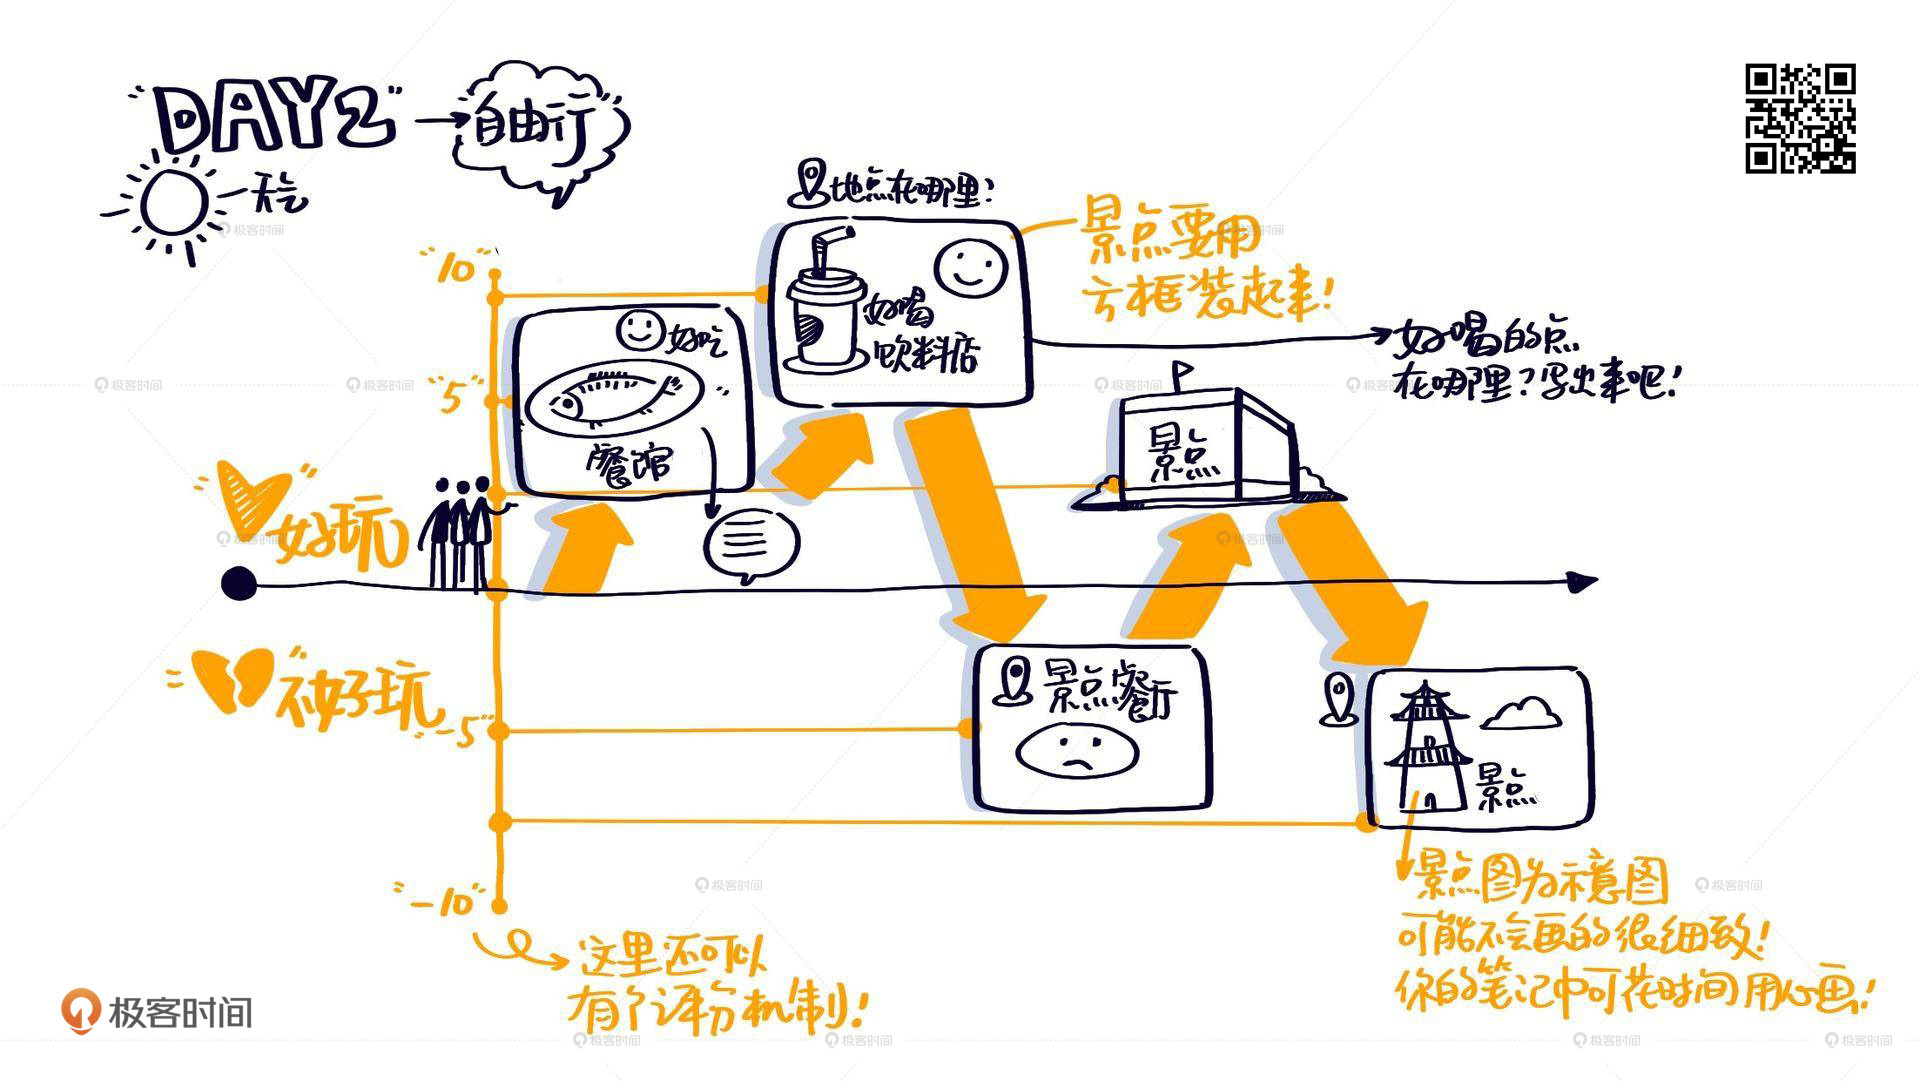 "DAY2"
自由行
天气
地点在哪里?
景点要用
方框装起来!
"10"
好吃
好喝
饮料店
好喝的点
在哪里?写出来吧!
"5"
餐馆
景点
好玩
不好玩
"-5"
景点餐厅
景点
"-10"
这里还可以
有个评分机制!
景点图为示意图
可能不会画的很细致!
你的笔记中可花时间用心画!
极客时间